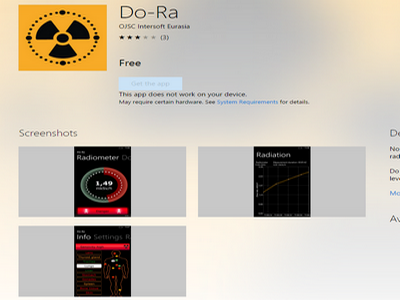 Do-Ra
OJSC Intersoft Eurasia
(3)
Free
Get the app
This app does not work on your device.
May require certain hardware. See System Requirements for details.
Screenshots
De
No
rad
Do
leve
Mo
Av
Radiometer Do
1,49
Radiation
Info Settings R